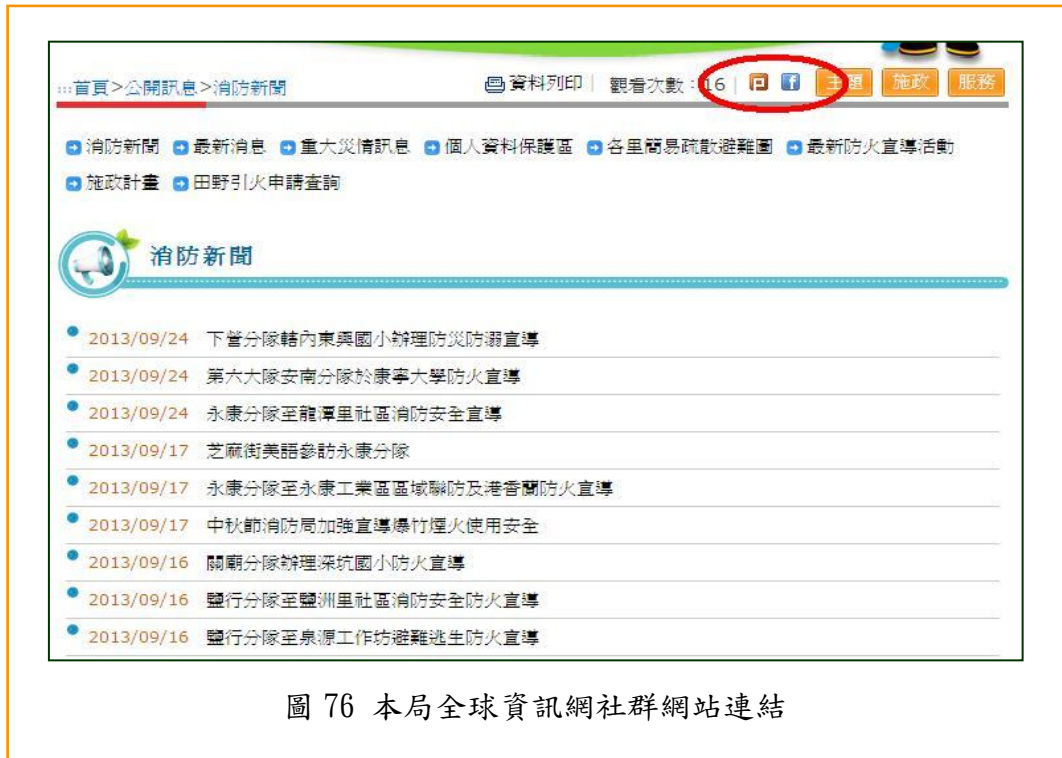 :::首頁>公開訊息>消防新聞 資料列印 | 觀看次數：16 | 主題 施政 服務
消防新聞 最新消息 重大災情訊息 個人資料保護區 各里簡易疏散避難圖 最新防火宣導活動
施政計畫 田野引火申請查詢
消防新聞
2013/09/24 下營分隊轄內東興國小辦理防災防溺宣導
2013/09/24 第六大隊安南分隊於康寧大學防火宣導
2013/09/24 永康分隊至龍潭里社區消防安全宣導
2013/09/17 芝麻街美語參訪永康分隊
2013/09/17 永康分隊至永康工業區區域聯防及港香蘭防火宣導
2013/09/17 中秋節消防局加強宣導爆竹煙火使用安全
2013/09/16 關廟分隊辦理深坑國小防火宣導
2013/09/16 鹽行分隊至鹽洲里社區消防安全防火宣導
2013/09/16 鹽行分隊至泉源工作坊避難逃生防火宣導
圖 76 本局全球資訊網社群網站連結